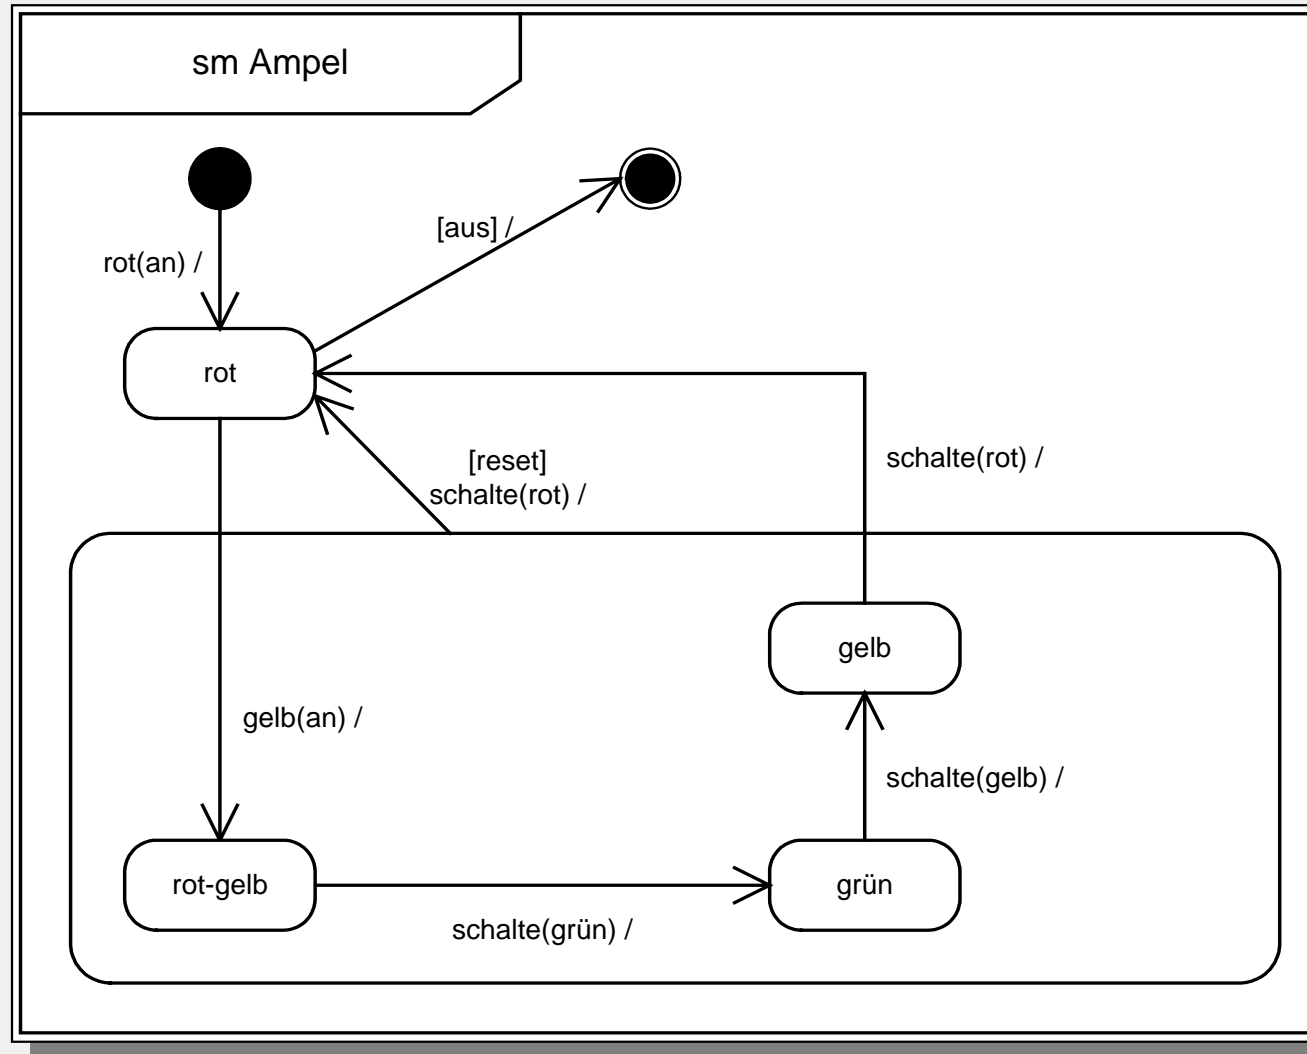 sm Ampel
[aus] /
rot(an) /
rot
[reset]
schalte(rot) /
schalte(rot) /
gelb
gelb(an) /
schalte(gelb) /
rot-gelb
grün
schalte(grün) /